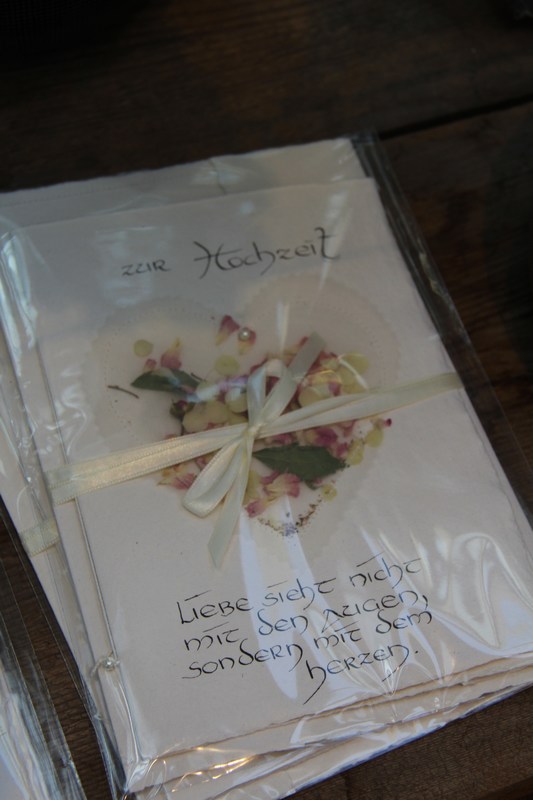 zur Hochzeit
Liebe sieht nicht
mit den Augen,
sondern mit dem
Herzen.